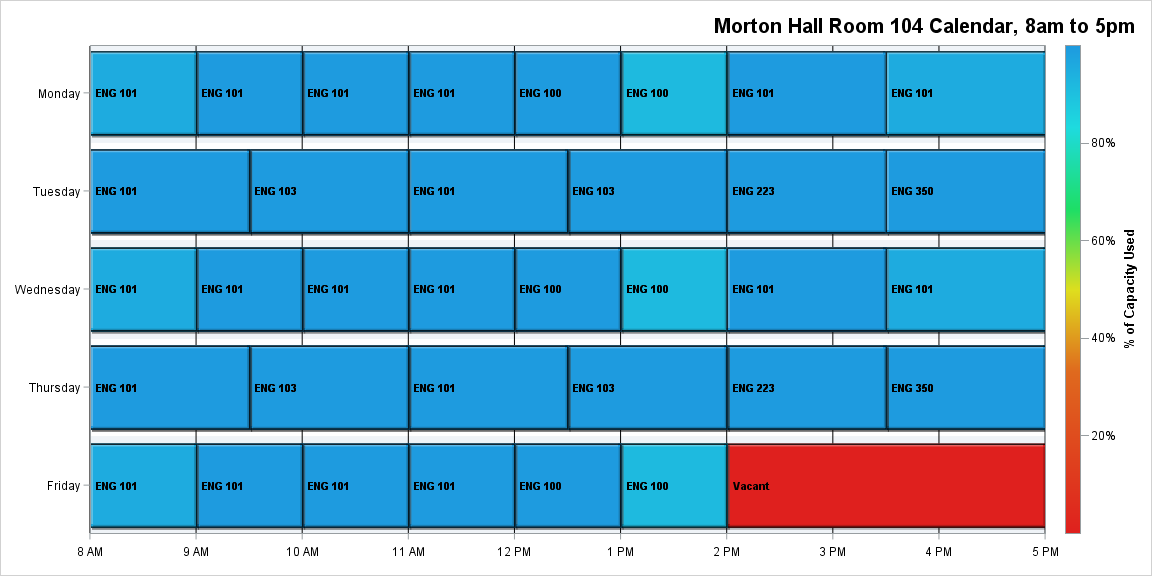 Morton Hall Room 104 Calendar, 8am to 5pm
Monday
ENG 101 ENG 101 ENG 101 ENG 101 ENG 100 ENG 100 ENG 101 ENG 101
Tuesday
ENG 101 ENG 103 ENG 101 ENG 103 ENG 223 ENG 350
Wednesday
ENG 101 ENG 101 ENG 101 ENG 101 ENG 100 ENG 100 ENG 101 ENG 101
Thursday
ENG 101 ENG 103 ENG 101 ENG 103 ENG 223 ENG 350
Friday
ENG 101 ENG 101 ENG 101 ENG 101 ENG 100 ENG 100 Vacant
8 AM 9 AM 10 AM 11 AM 12 PM 1 PM 2 PM 3 PM 4 PM 5 PM
80%
60%
40%
20%
% of Capacity Used